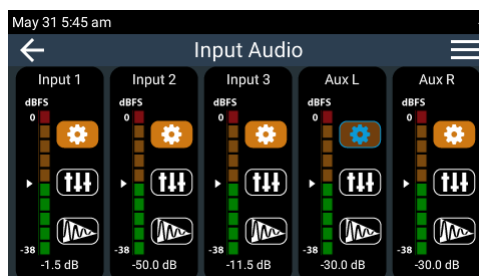 May 31 5:45 am
Input Audio
Input 1 Input 2 Input 3 Aux L Aux R
dBFS dBFS dBFS dBFS dBFS
0 0 0 0 0
-38 -38 -38 -38 -38
-1.5 dB -50.0 dB -11.5 dB -30.0 dB -30.0 dB